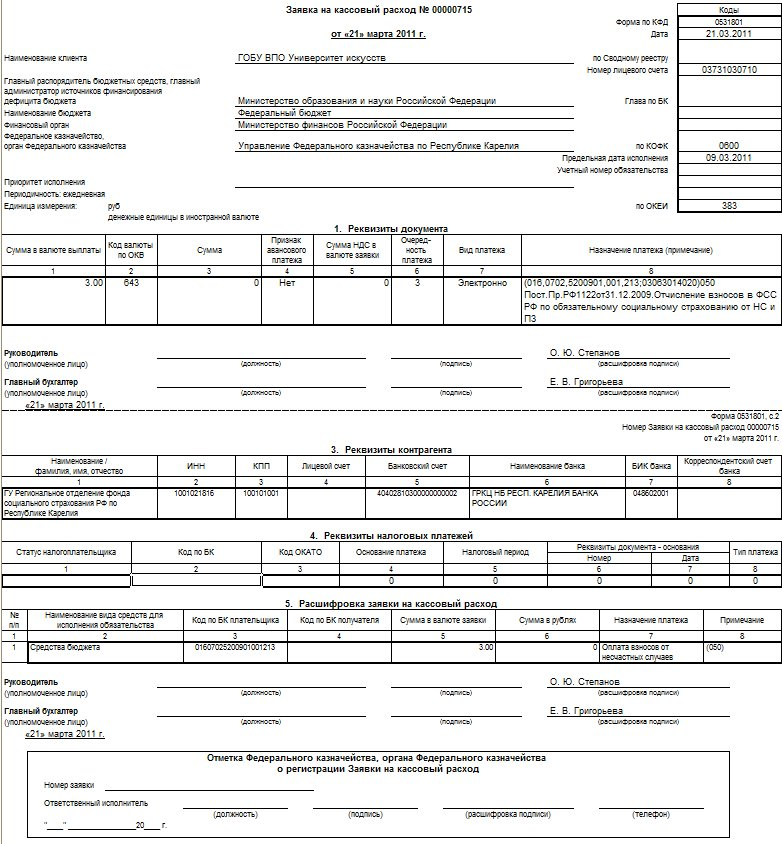 Заявка на кассовый расход № 00000715
Коды
Форма по КФД 0531801
от «21» марта 2011 г. Дата 21.03.2011
Наименование клиента ГОБУ ВПО Университет искусств по Сводному реестру
Номер лицевого счета 03731030710
Главный распорядитель бюджетных средств, главный
администратор источников финансирования
дефицита бюджета Министерство образования и науки Российской Федерации Глава по БК
Наименование бюджета Федеральный бюджет
Финансовый орган Министерство финансов Российской Федерации
Федеральное казначейство,
орган Федерального казначейства Управление Федерального казначейства по Республике Карелия по КОФК 0600
Предельная дата исполнения 09.03.2011
Учетный номер обязательства
Приоритет исполнения
Периодичность: ежедневная
Единица измерения: руб по ОКЕИ 383
денежные единицы в иностранной валюте
1. Реквизиты документа
Сумма в валюте выплаты Код валюты по ОКВ Сумма Признак авансового платежа Сумма НДС в валюте заявки Очеред-ность платежа Вид платежа Назначение платежа (примечание)
1 2 3 4 5 6 7 8
3.00 643 0 Нет 0 3 Электронно (016,0702,5200901,001,213;03063014020)050
Пост.Пр.РФ1122от31.12.2009.Отчисление взносов в ФСС
РФ по обязательному социальному страхованию от НС и
ПЗ
Руководитель О. Ю. Степанов
(уполномоченное лицо) (должность) (подпись) (расшифровка подписи)
Главный бухгалтер Е. В. Григорьева
(уполномоченное лицо) (должность) (подпись) (расшифровка подписи)
«21» марта 2011 г.
Форма 0531801, с.2
Номер Заявки на кассовый расход 00000715
от «21» марта 2011 г.
3. Реквизиты контрагента
Наименование / фамилия, имя, отчество ИНН КПП Лицевой счет Банковский счет Наименование банка БИК банка Корреспондентский счет банка
1 2 3 4 5 6 7 8
ГУ Региональное отделение фонда 1001021816 100101001 40402810300000000002 ГРКЦ НБ РЕСП. КАРЕЛИЯ БАНКА 048602001
социального страхования РФ по РОССИИ
Республике Карелия
4. Реквизиты налоговых платежей
Статус налогоплательщика Код по БК Код ОКАТО Основание платежа Налоговый период Реквизиты документа - основания Тип платежа
Номер Дата
1 2 3 4 5 6 7 8
0 0 0 0 0
5. Расшифровка заявки на кассовый расход
№ п/п Наименование вида средств для исполнения обязательства Код по БК плательщика Код по БК получателя Сумма в валюте заявки Сумма в рублях Назначение платежа Примечание
1 2 3 4 5 6 7 8
1 Средства бюджета 01607025200901001213 3.00 0 Оплата взносов от (050)
несчастных случаев
Руководитель О. Ю. Степанов
(уполномоченное лицо) (должность) (подпись) (расшифровка подписи)
Главный бухгалтер Е. В. Григорьева
(уполномоченное лицо) (должность) (подпись) (расшифровка подписи)
«21» марта 2011 г.
Отметка Федерального казначейства, органа Федерального казначейства
о регистрации Заявки на кассовый расход
Номер заявки
Ответственный исполнитель
(должность) (подпись) (расшифровка подписи) (телефон)
"___" ______________20___ г.